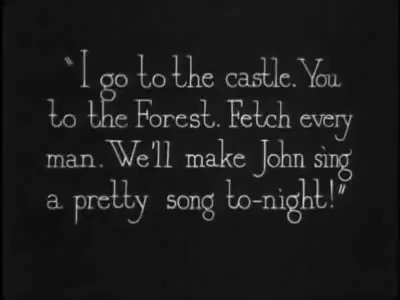 "I go to the castle. You
to the Forest. Fetch every
man. We'll make John sing
a pretty song to-night!"